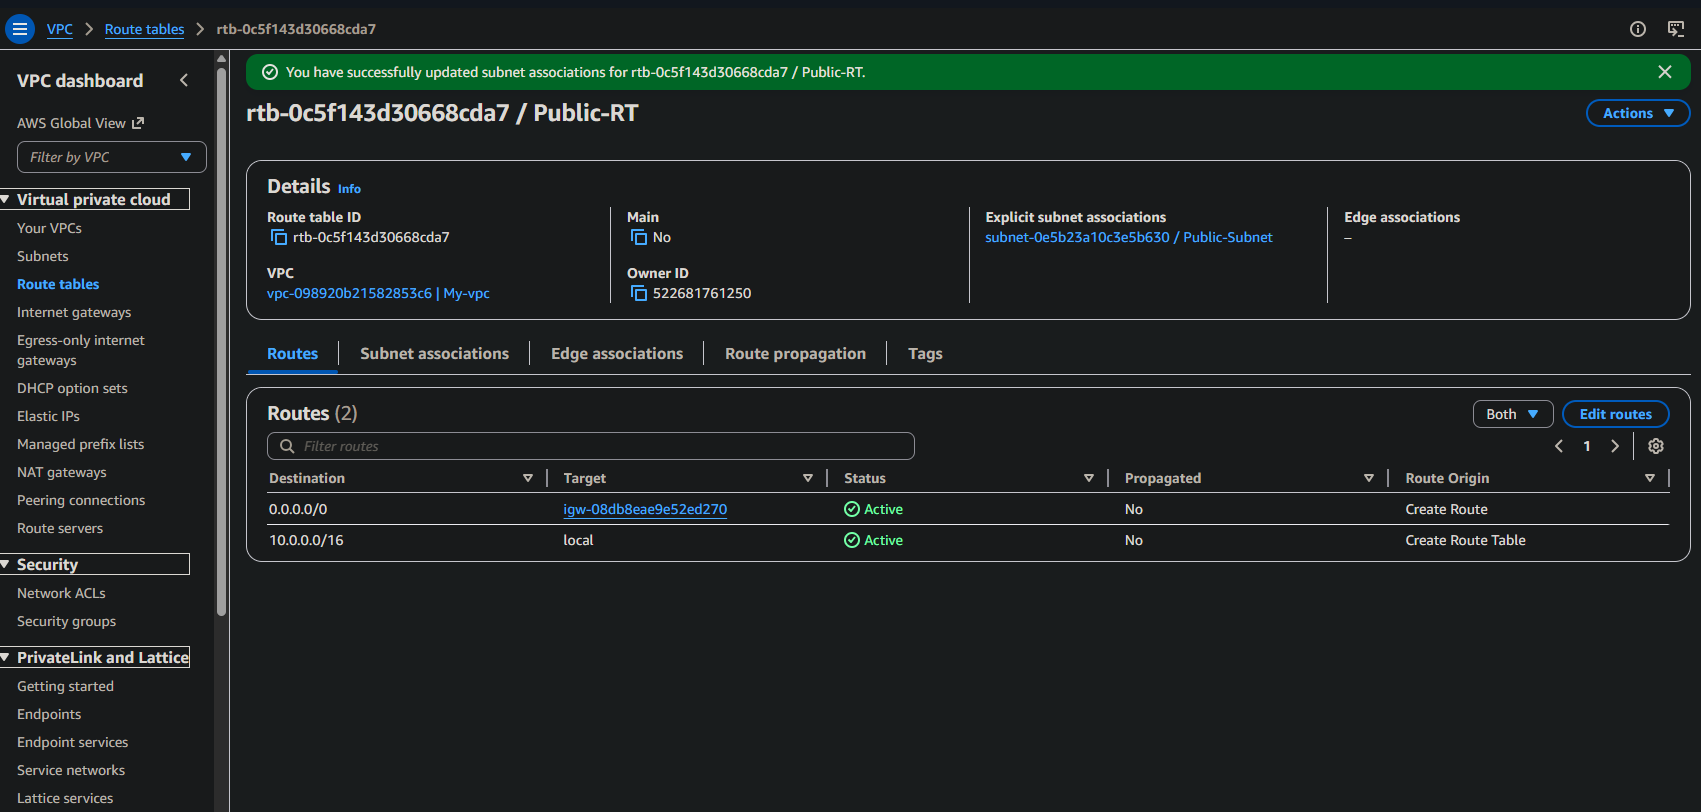 VPC > Route tables > rtb-0c5f143d30668cda7
VPC dashboard
AWS Global View
Filter by VPC
Virtual private cloud
Your VPCs
Subnets
Route tables
Internet gateways
Egress-only internet
gateways
DHCP option sets
Elastic IPs
Managed prefix lists
NAT gateways
Peering connections
Route servers
Security
Network ACLs
Security groups
PrivateLink and Lattice
Getting started
Endpoints
Endpoint services
Service networks
Lattice services
You have successfully updated subnet associations for rtb-0c5f143d30668cda7 / Public-RT.
rtb-0c5f143d30668cda7 / Public-RT
Actions
Details Info
Route table ID
rtb-0c5f143d30668cda7
VPC
vpc-098920b21582853c6 | My-vpc
Main
No
Owner ID
522681761250
Explicit subnet associations
subnet-0e5b23a10c3e5b630 / Public-Subnet
Edge associations
–
Routes Subnet associations Edge associations Route propagation Tags
Routes (2)
Both Edit routes
Filter routes
1
Destination Target Status Propagated Route Origin
0.0.0.0/0 igw-08db8eae9e52ed270 Active No Create Route
10.0.0.0/16 local Active No Create Route Table